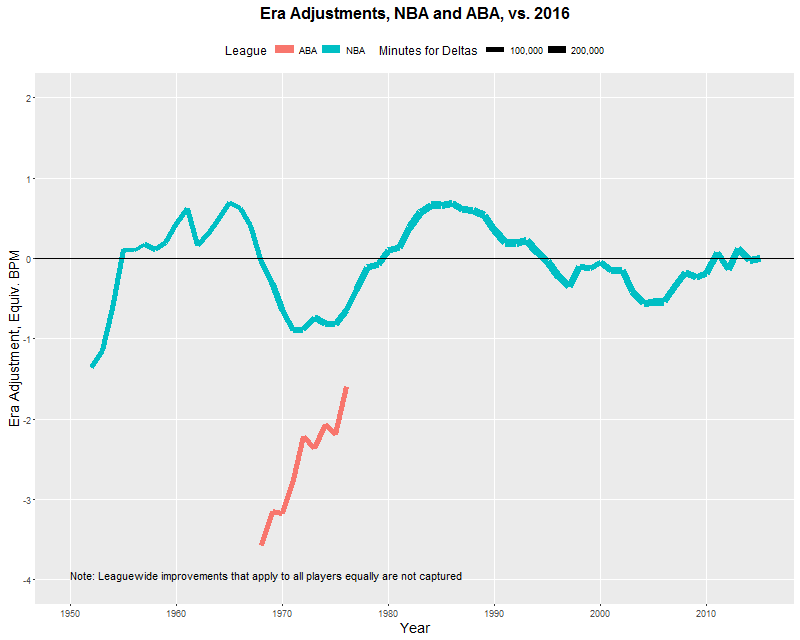 Era Adjustments, NBA and ABA, vs. 2016
League ABA NBA Minutes for Deltas 100,000 200,000
2
1
0
-1
-2
-3
-4
Era Adjustment, Equiv. BPM
Note: Leaguewide improvements that apply to all players equally are not captured
1950 1960 1970 1980 1990 2000 2010
Year